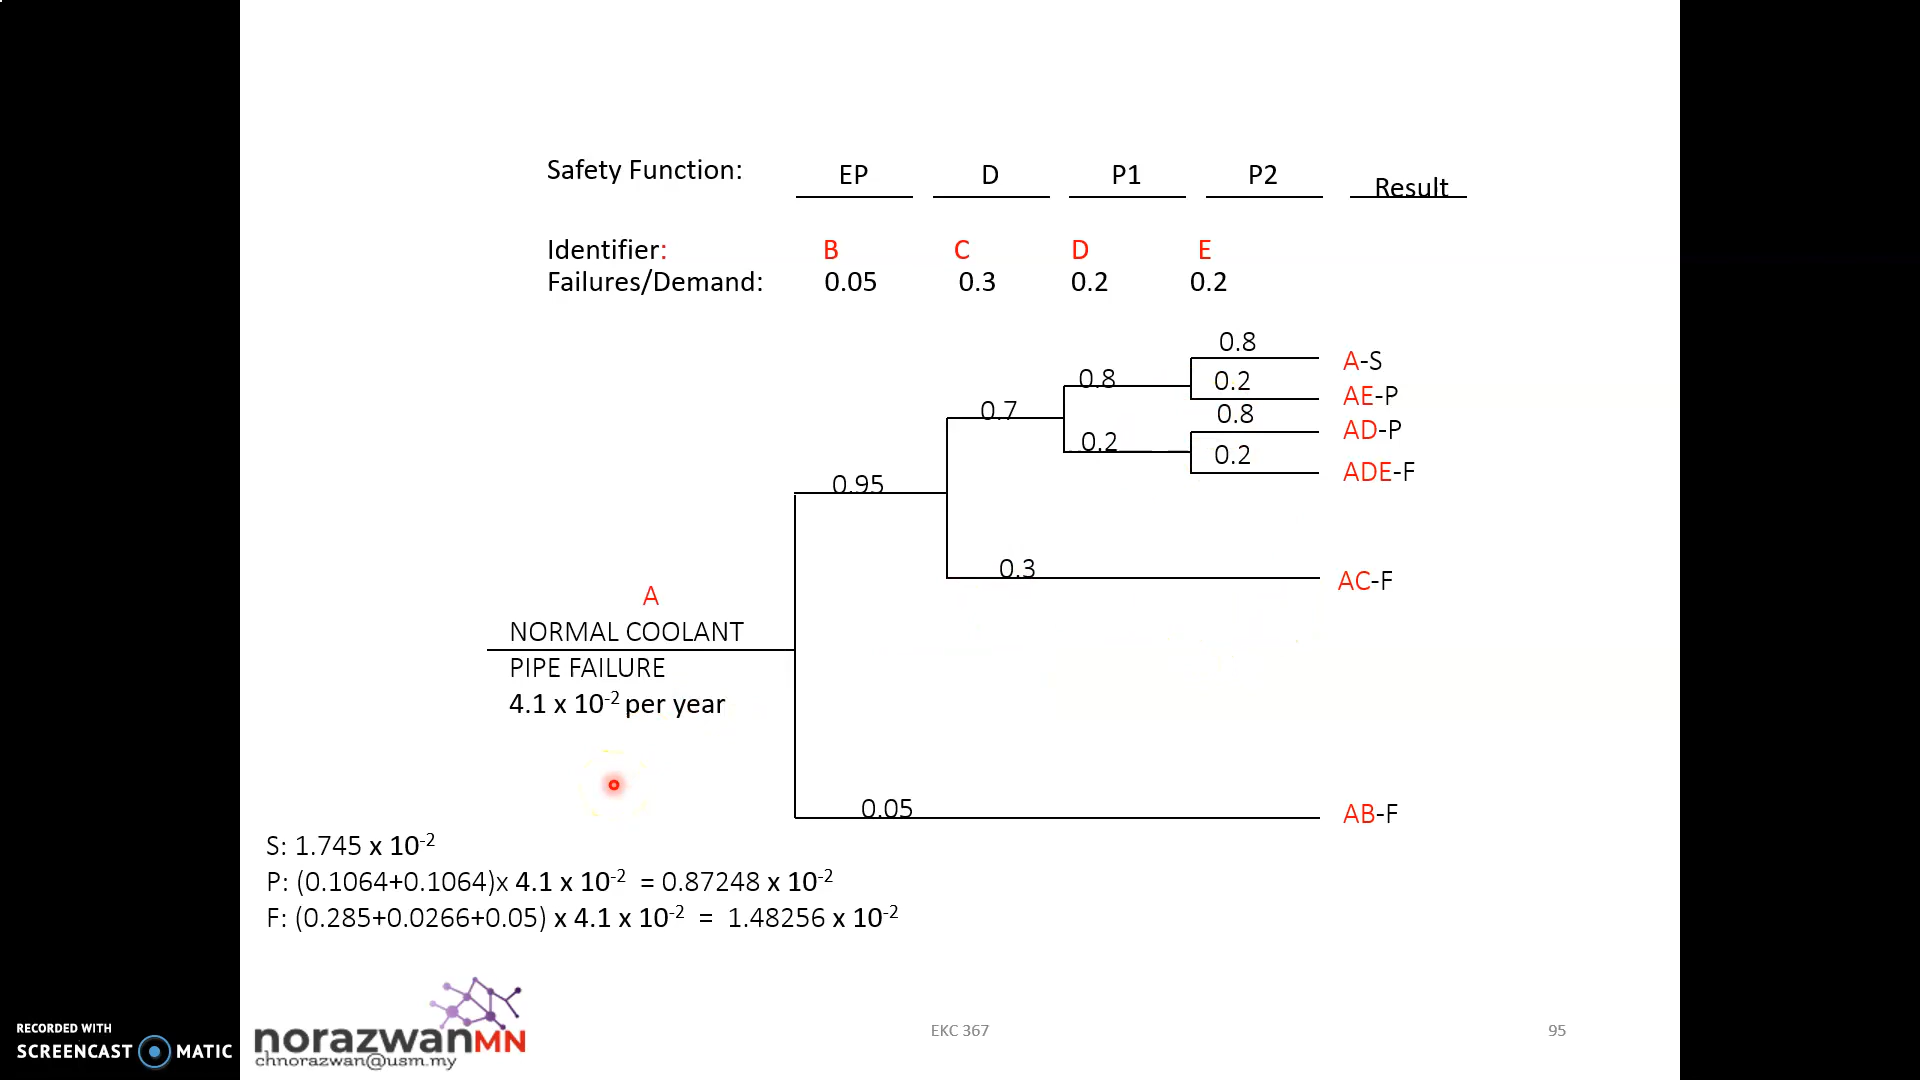 Safety Function: EP D P1 P2 Result
Identifier: B C D E
Failures/Demand: 0.05 0.3 0.2 0.2
0.8
A-S
0.8
0.2
AE-P
0.7
0.8
AD-P
0.2
0.2
ADE-F
0.95
0.3
AC-F
A
NORMAL COOLANT
PIPE FAILURE
4.1 x 10⁻² per year
0.05
AB-F
S: 1.745 x 10⁻²
P: (0.1064+0.1064)x 4.1 x 10⁻² = 0.87248 x 10⁻²
F: (0.285+0.0266+0.05) x 4.1 x 10⁻² = 1.48256 x 10⁻²
RECORDED WITH
SCREENCAST MATIC
norazwanMN
chnorazwan@usm.my
EKC 367
95